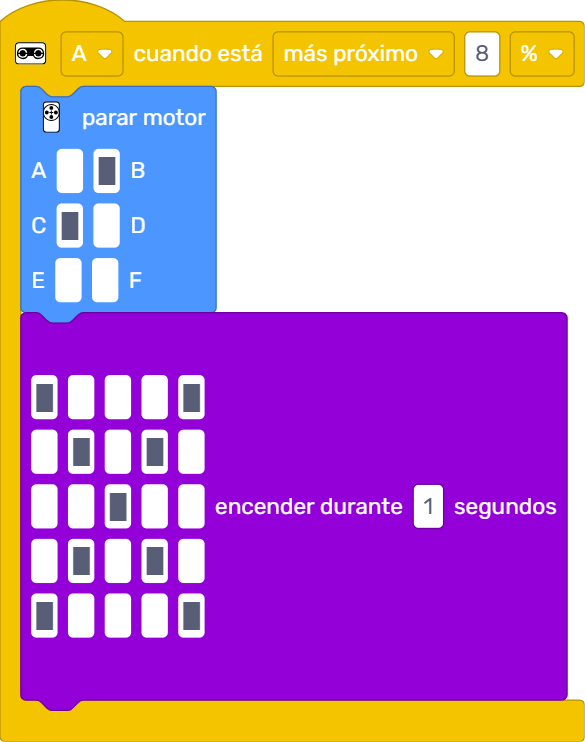 A cuando está más próximo 8 %
parar motor
A B
C D
E F
encender durante 1 segundos